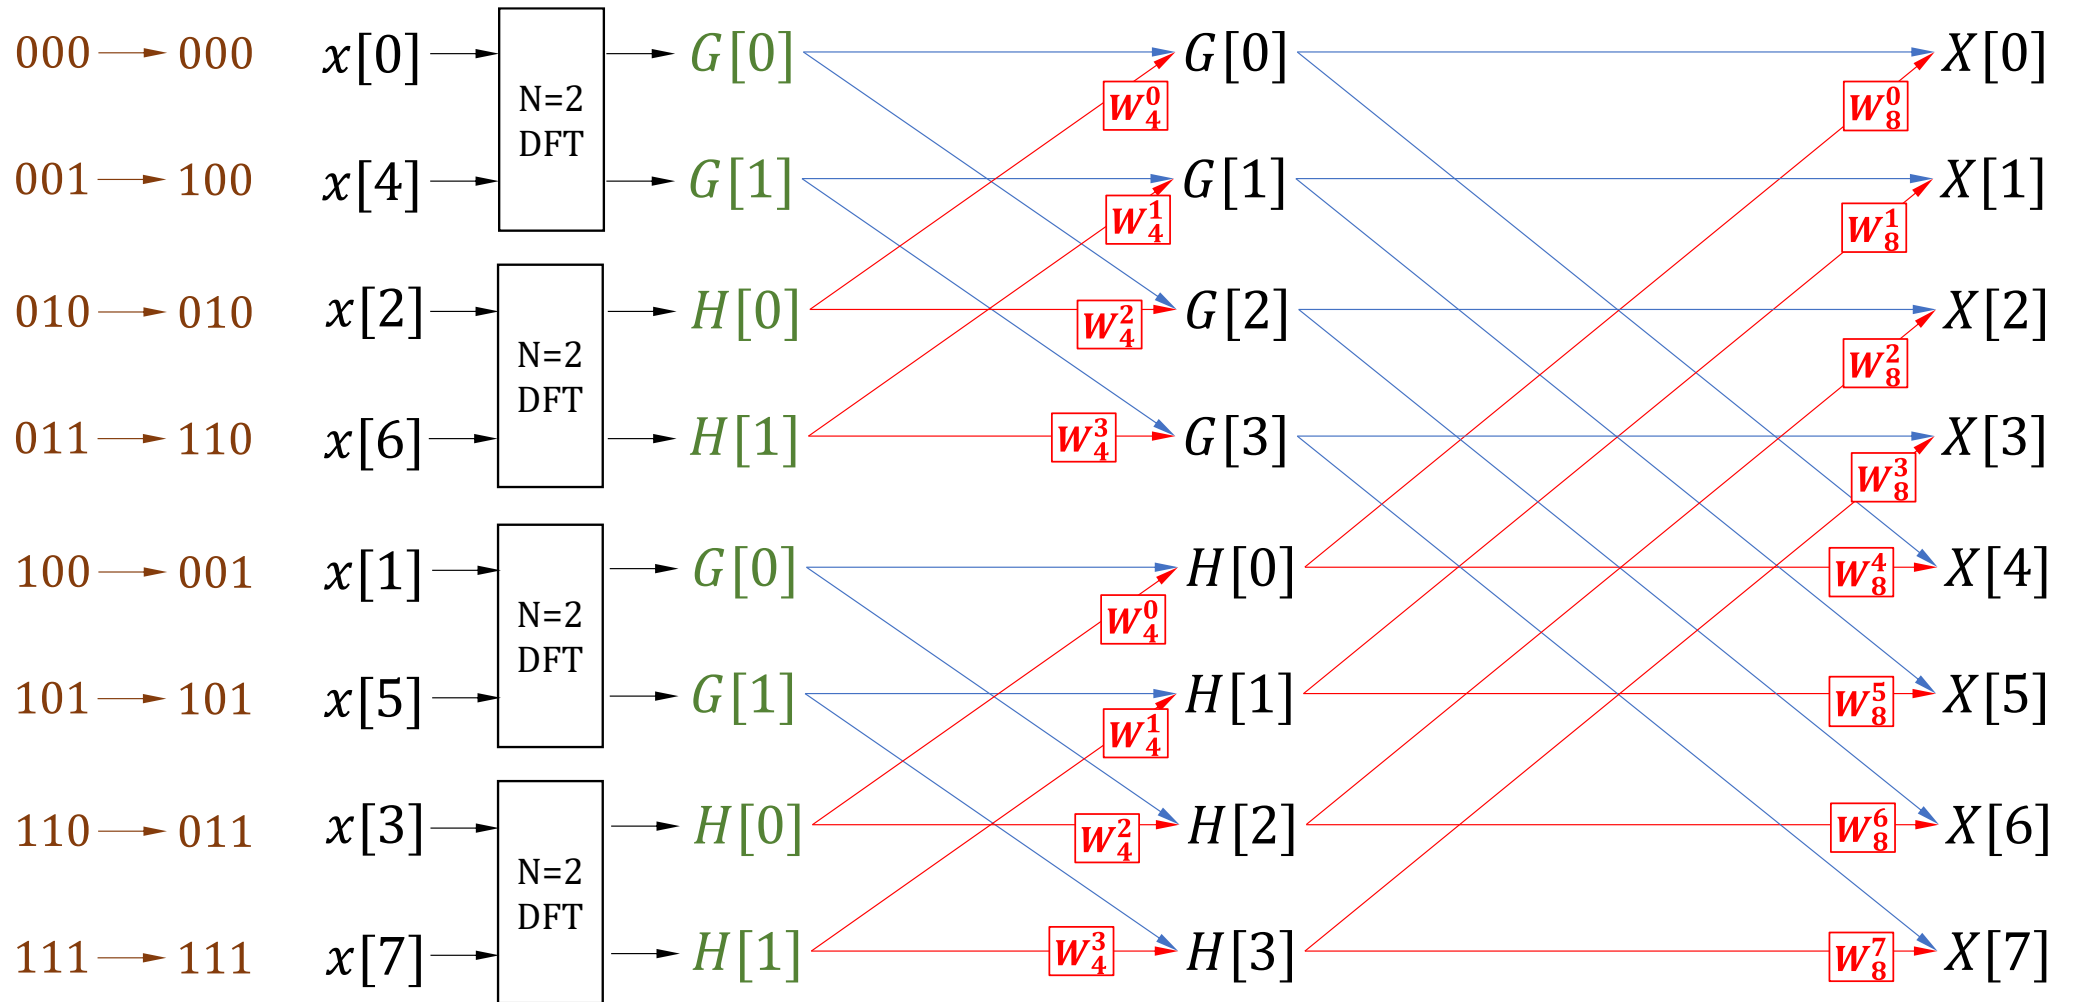 000 000 x[0] G[0] G[0] X[0]
N=2
DFT
W_4^0 W_8^0
001 100 x[4] G[1] G[1] X[1]
W_4^1 W_8^1
010 010 x[2] H[0] W_4^2 G[2] X[2]
N=2
DFT
W_8^2
011 110 x[6] H[1] W_4^3 G[3] X[3]
W_8^3
100 001 x[1] G[0] H[0] W_8^4 X[4]
N=2
DFT
W_4^0
101 101 x[5] G[1] H[1] W_8^5 X[5]
W_4^1
110 011 x[3] H[0] W_4^2 H[2] W_8^6 X[6]
N=2
DFT
111 111 x[7] H[1] W_4^3 H[3] W_8^7 X[7]